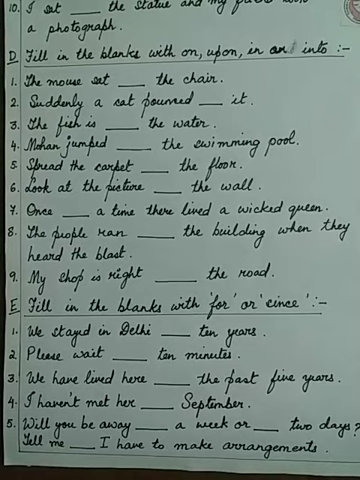 10. I sat ___ the statue and my took
a photograph.
D Fill in the blanks with on, upon, in and into :-
1. The mouse sat ___ the chair.
2. Suddenly a cat pounced ___ it.
3. The fish is ___ the water.
4. Mohan jumped ___ the swimming pool.
5. Spread the carpet ___ the floor.
6. Look at the picture ___ the wall.
7. Once ___ a time there lived a wicked queen.
8. The people ran ___ the building when they
heard the blast.
9. My shop is right ___ the road.
E Fill in the blanks with 'for' or 'since' :-
1. We stayed in Delhi ___ ten years.
2 Please wait ___ ten minutes.
3. We have lived here ___ the past five years.
4. I haven't met her ___ September.
5. Will you be away ___ a week or ___ two days?
Tell me ___ I have to make arrangements.